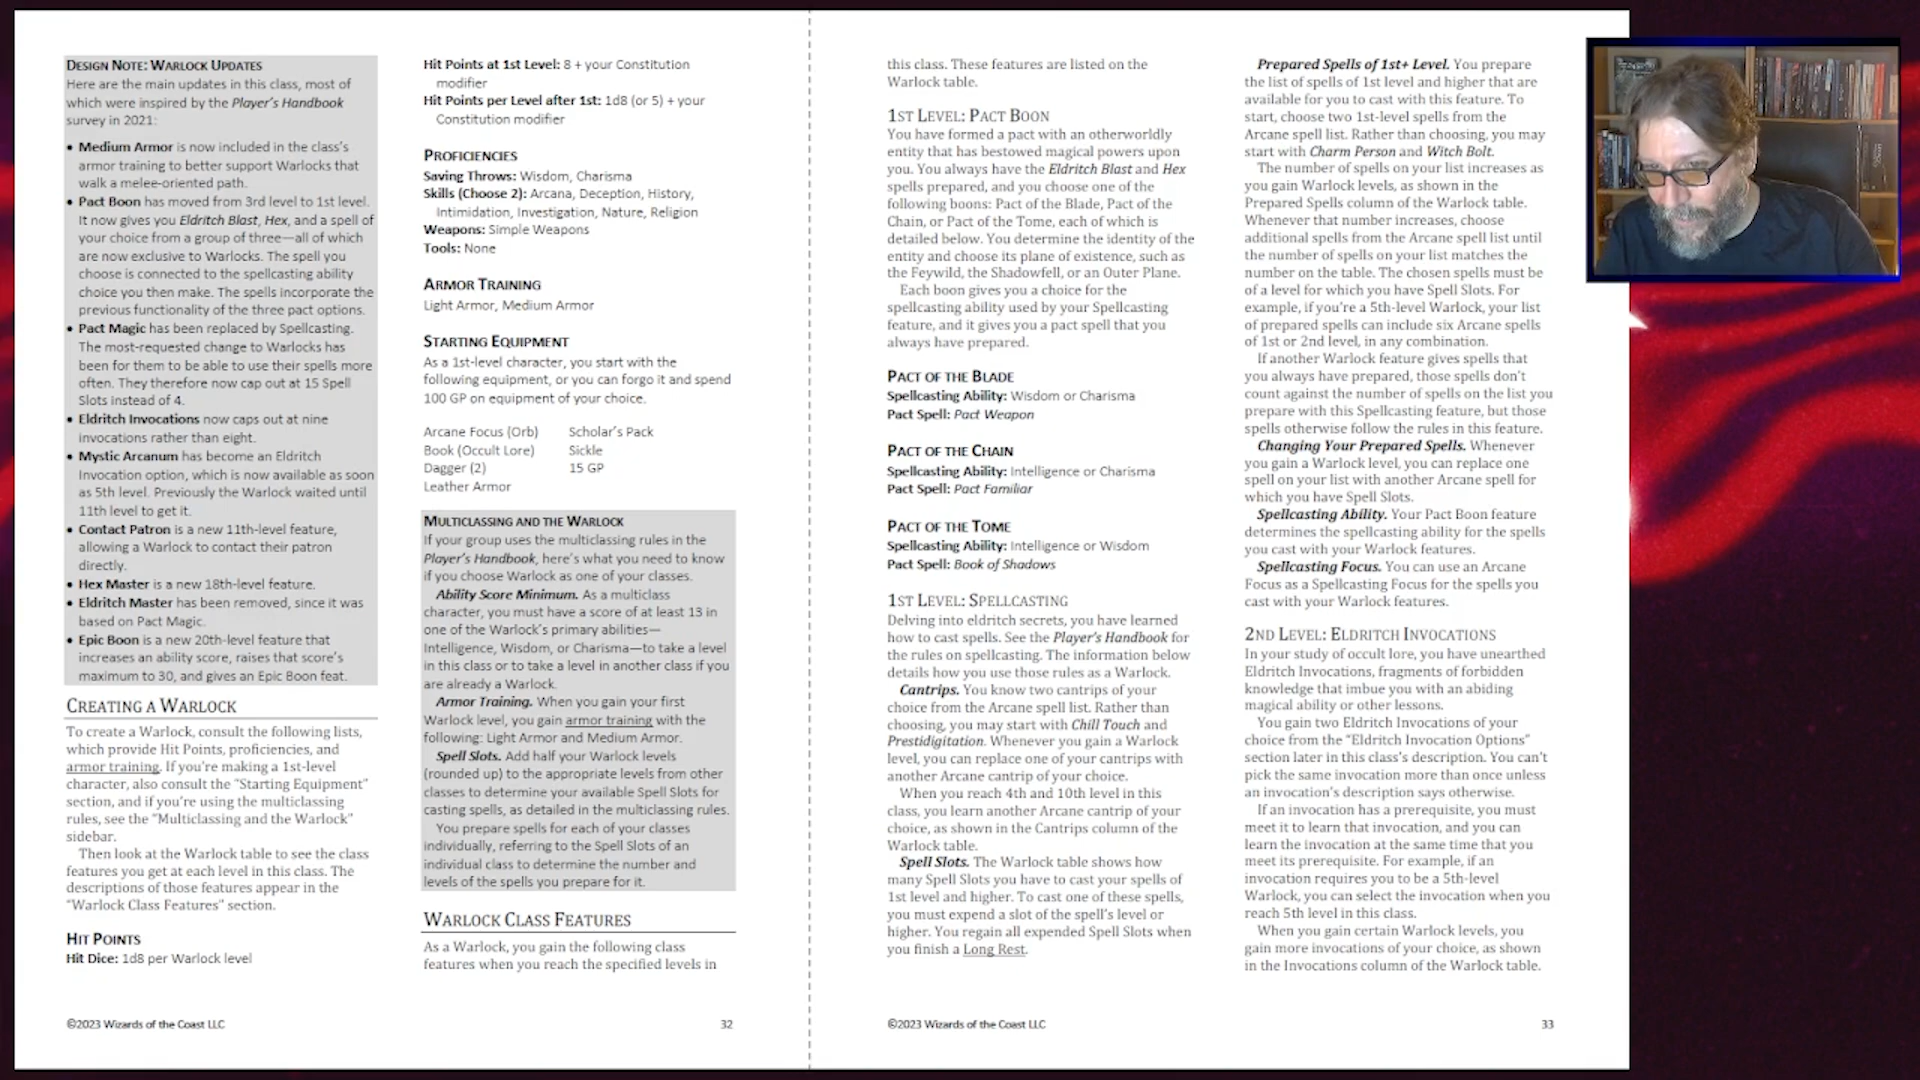 DESIGN NOTE: WARLOCK UPDATES
Here are the main updates in this class, most of
which were inspired by the Player's Handbook
survey in 2021:
• Medium Armor is now included in the class's
armor training to better support Warlocks that
walk a melee-oriented path.
• Pact Boon has moved from 3rd level to 1st level.
It now gives you Eldritch Blast, Hex, and a spell of
your choice from a group of three—all of which
are now exclusive to Warlocks. The spell you
choose is connected to the spellcasting ability
choice you then make. The spells incorporate the
previous functionality of the three pact options.
• Pact Magic has been replaced by Spellcasting.
The most-requested change to Warlocks has
been for them to be able to use their spells more
often. They therefore now cap out at 15 Spell
Slots instead of 4.
• Eldritch Invocations now caps out at nine
invocations rather than eight.
• Mystic Arcanum has become an Eldritch
Invocation option, which is now available as soon
as 5th level. Previously the Warlock waited until
11th level to get it.
• Contact Patron is a new 11th-level feature,
allowing a Warlock to contact their patron
directly.
• Hex Master is a new 18th-level feature.
• Eldritch Master has been removed, since it was
based on Pact Magic.
• Epic Boon is a new 20th-level feature that
increases an ability score, raises that score's
maximum to 30, and gives an Epic Boon feat.
CREATING A WARLOCK
To create a Warlock, consult the following lists,
which provide Hit Points, proficiencies, and
armor training. If you're making a 1st-level
character, also consult the "Starting Equipment"
section, and if you're using the multiclassing
rules, see the "Multiclassing and the Warlock"
sidebar.
Then look at the Warlock table to see the class
features you get at each level in this class. The
descriptions of those features appear in the
"Warlock Class Features" section.
HIT POINTS
Hit Dice: 1d8 per Warlock level
Hit Points at 1st Level: 8 + your Constitution
modifier
Hit Points per Level after 1st: 1d8 (or 5) + your
Constitution modifier
PROFICIENCIES
Saving Throws: Wisdom, Charisma
Skills (Choose 2): Arcana, Deception, History,
Intimidation, Investigation, Nature, Religion
Weapons: Simple Weapons
Tools: None
ARMOR TRAINING
Light Armor, Medium Armor
STARTING EQUIPMENT
As a 1st-level character, you start with the
following equipment, or you can forgo it and spend
100 GP on equipment of your choice.
Arcane Focus (Orb) Scholar's Pack
Book (Occult Lore) Sickle
Dagger (2) 15 GP
Leather Armor
MULTICLASSING AND THE WARLOCK
If your group uses the multiclassing rules in the
Player's Handbook, here's what you need to know
if you choose Warlock as one of your classes.
Ability Score Minimum. As a multiclass
character, you must have a score of at least 13 in
one of the Warlock's primary abilities—
Intelligence, Wisdom, or Charisma—to take a level
in this class or to take a level in another class if you
are already a Warlock.
Armor Training. When you gain your first
Warlock level, you gain armor training with the
following: Light Armor and Medium Armor.
Spell Slots. Add half your Warlock levels
(rounded up) to the appropriate levels from other
classes to determine your available Spell Slots for
casting spells, as detailed in the multiclassing rules.
You prepare spells for each of your classes
individually, referring to the Spell Slots of an
individual class to determine the number and
levels of the spells you prepare for it.
WARLOCK CLASS FEATURES
As a Warlock, you gain the following class
features when you reach the specified levels in
©2023 Wizards of the Coast LLC 32
this class. These features are listed on the
Warlock table.
1ST LEVEL: PACT BOON
You have formed a pact with an otherworldly
entity that has bestowed magical powers upon
you. You always have the Eldritch Blast and Hex
spells prepared, and you choose one of the
following boons: Pact of the Blade, Pact of the
Chain, or Pact of the Tome, each of which is
detailed below. You determine the identity of the
entity and choose its plane of existence, such as
the Feywild, the Shadowfell, or an Outer Plane.
Each boon gives you a choice for the
spellcasting ability used by your Spellcasting
feature, and it gives you a pact spell that you
always have prepared.
PACT OF THE BLADE
Spellcasting Ability: Wisdom or Charisma
Pact Spell: Pact Weapon
PACT OF THE CHAIN
Spellcasting Ability: Intelligence or Charisma
Pact Spell: Pact Familiar
PACT OF THE TOME
Spellcasting Ability: Intelligence or Wisdom
Pact Spell: Book of Shadows
1ST LEVEL: SPELLCASTING
Delving into eldritch secrets, you have learned
how to cast spells. See the Player's Handbook for
the rules on spellcasting. The information below
details how you use those rules as a Warlock.
Cantrips. You know two cantrips of your
choice from the Arcane spell list. Rather than
choosing, you may start with Chill Touch and
Prestidigitation. Whenever you gain a Warlock
level, you can replace one of your cantrips with
another Arcane cantrip of your choice.
When you reach 4th and 10th level in this
class, you learn another Arcane cantrip of your
choice, as shown in the Cantrips column of the
Warlock table.
Spell Slots. The Warlock table shows how
many Spell Slots you have to cast your spells of
1st level and higher. To cast one of these spells,
you must expend a slot of the spell's level or
higher. You regain all expended Spell Slots when
you finish a Long Rest.
Prepared Spells of 1st+ Level. You prepare
the list of spells of 1st level and higher that are
available for you to cast with this feature. To
start, choose two 1st-level spells from the
Arcane spell list. Rather than choosing, you may
start with Charm Person and Witch Bolt.
The number of spells on your list increases as
you gain Warlock levels, as shown in the
Prepared Spells column of the Warlock table.
Whenever that number increases, choose
additional spells from the Arcane spell list until
the number of spells on your list matches the
number on the table. The chosen spells must be
of a level for which you have Spell Slots. For
example, if you're a 5th-level Warlock, your list
of prepared spells can include six Arcane spells
of 1st or 2nd level, in any combination.
If another Warlock feature gives spells that
you always have prepared, those spells don't
count against the number of spells on the list you
prepare with this Spellcasting feature, but those
spells otherwise follow the rules in this feature.
Changing Your Prepared Spells. Whenever
you gain a Warlock level, you can replace one
spell on your list with another Arcane spell for
which you have Spell Slots.
Spellcasting Ability. Your Pact Boon feature
determines the spellcasting ability for the spells
you cast with your Warlock features.
Spellcasting Focus. You can use an Arcane
Focus as a Spellcasting Focus for the spells you
cast with your Warlock features.
2ND LEVEL: ELDRITCH INVOCATIONS
In your study of occult lore, you have unearthed
Eldritch Invocations, fragments of forbidden
knowledge that imbue you with an abiding
magical ability or other lessons.
You gain two Eldritch Invocations of your
choice from the "Eldritch Invocation Options"
section later in this class's description. You can't
pick the same invocation more than once unless
an invocation's description says otherwise.
If an invocation has a prerequisite, you must
meet it to learn that invocation, and you can
learn the invocation at the same time that you
meet its prerequisite. For example, if an
invocation requires you to be a 5th-level
Warlock, you can select the invocation when you
reach 5th level in this class.
When you gain certain Warlock levels, you
gain more invocations of your choice, as shown
in the Invocations column of the Warlock table.
©2023 Wizards of the Coast LLC 33